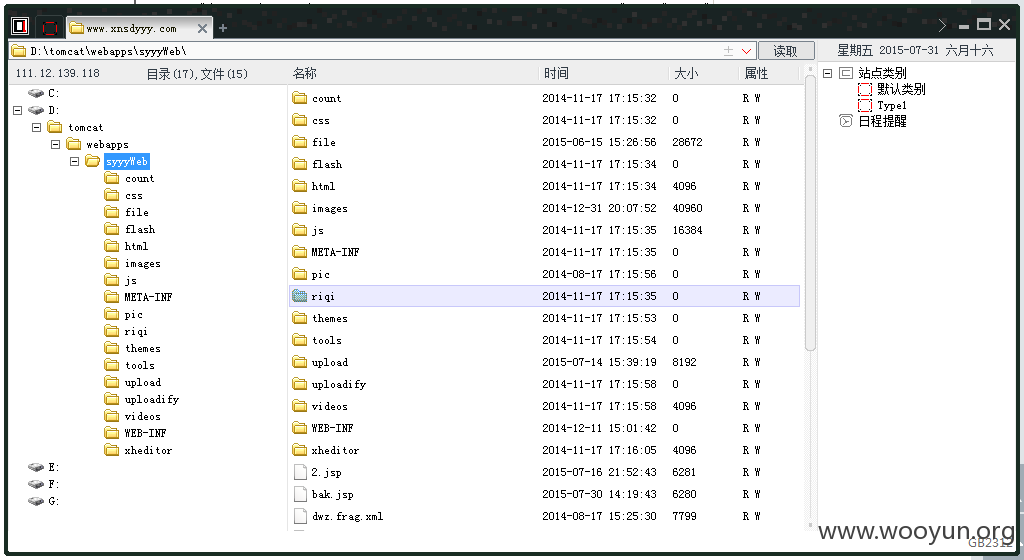 www.xnsdyyy.com
D:\tomcat\webapps\syyyWeb\
读取
星期五 2015-07-31 六月十六
111.12.139.118 目录(17),文件(15)
名称 时间 大小 属性
C:
D:
tomcat
webapps
syyyWeb
count
css
file
flash
html
images
js
META-INF
pic
riqi
themes
tools
upload
uploadify
videos
WEB-INF
xheditor
E:
F:
G:
count 2014-11-17 17:15:32 0 R W
css 2014-11-17 17:15:32 0 R W
file 2015-06-15 15:26:56 28672 R W
flash 2014-11-17 17:15:34 0 R W
html 2014-11-17 17:15:34 4096 R W
images 2014-12-31 20:07:52 40960 R W
js 2014-11-17 17:15:35 16384 R W
META-INF 2014-11-17 17:15:35 0 R W
pic 2014-08-17 17:15:56 0 R W
riqi 2014-11-17 17:15:35 0 R W
themes 2014-11-17 17:15:53 0 R W
tools 2014-11-17 17:15:54 0 R W
upload 2015-07-14 15:39:19 8192 R W
uploadify 2014-11-17 17:15:58 0 R W
videos 2014-11-17 17:15:58 4096 R W
WEB-INF 2014-12-11 15:01:42 0 R W
xheditor 2014-11-17 17:16:05 4096 R W
2.jsp 2015-07-16 21:52:43 6281 R W
bak.jsp 2015-07-30 14:19:43 6280 R W
dwz.frag.xml 2014-08-17 15:25:30 7799 R W
站点类别
默认类别
Type1
日程提醒
www.wooyun.org
GB2312